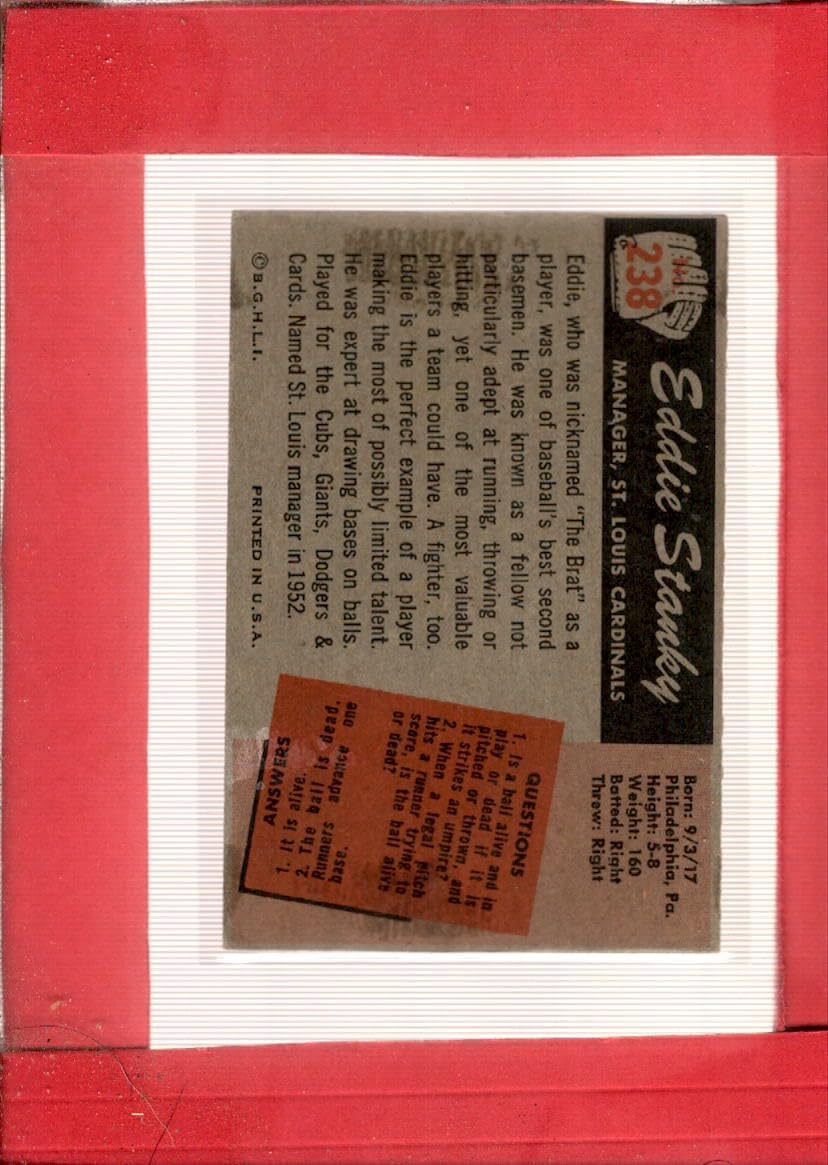 No.
238
Eddie Stanky
MANAGER, ST. LOUIS CARDINALS
Born: 9/3/17
Philadelphia, Pa.
Height: 5-8
Weight: 160
Batted: Right
Threw: Right
Eddie, who was nicknamed "The Brat" as a
player, was one of baseball's best second
basemen. He was known as a fellow not
particularly adept at running, throwing or
hitting, yet one of the most valuable
players a team could have. A fighter, too.
Eddie is the perfect example of a player
making the most of possibly limited talent.
He was expert at drawing bases on balls.
Played for the Cubs, Giants, Dodgers &
Cards. Named St. Louis manager in 1952.
© B.G.H.L.I. PRINTED IN U.S.A.
QUESTIONS
1. Is a ball alive and in
play or dead if it is
pitched or thrown, and
it strikes an umpire?
2. When a legal pitch
hits a runner trying to
score, is the ball alive
or dead?
ANSWERS
1. It is alive.
2. The ball is dead.
Runners advance one
base.